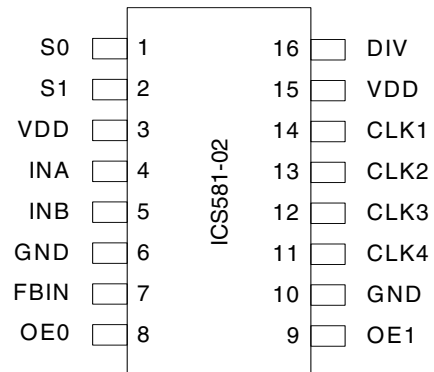 S0 1 16 DIV
S1 2 15 VDD
VDD 3 14 CLK1
INA 4 13 CLK2
INB 5 12 CLK3
GND 6 11 CLK4
FBIN 7 10 GND
OE0 8 9 OE1
ICS581-02